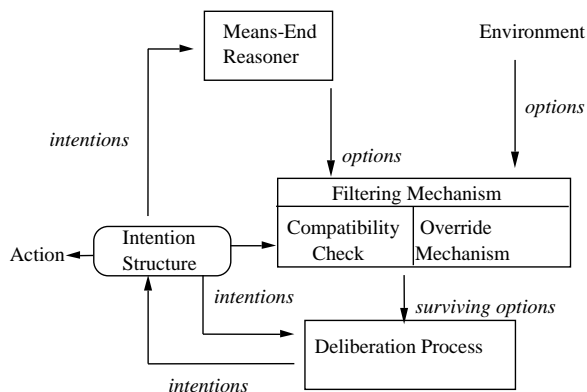 Means-End
Reasoner
Environment
intentions
options
options
Filtering Mechanism
Compatibility
Check
Override
Mechanism
Action
Intention
Structure
intentions
surviving options
Deliberation Process
intentions